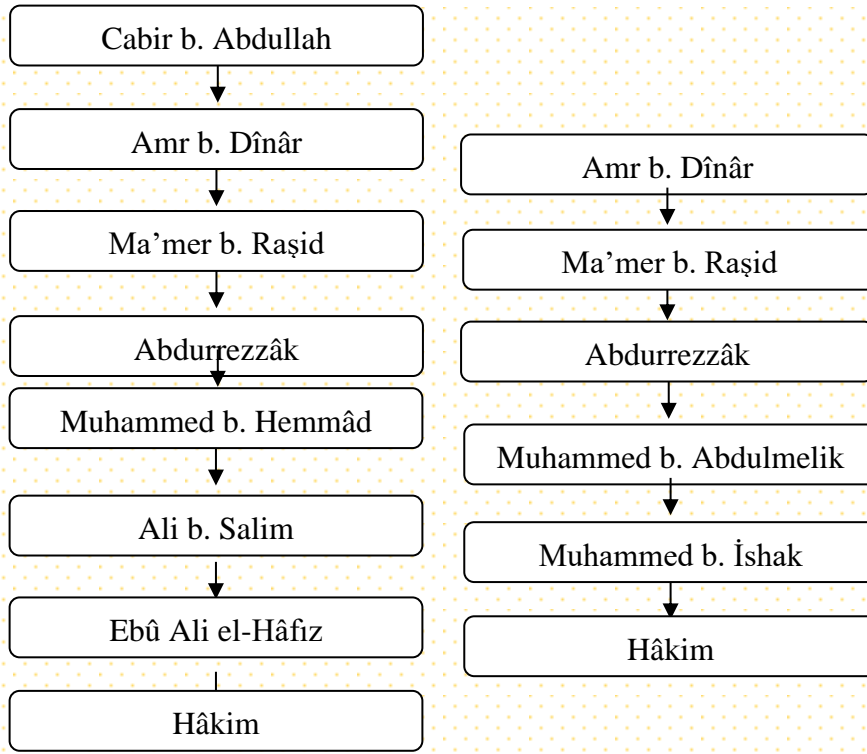 Cabir b. Abdullah
Amr b. Dînâr
Ma’mer b. Raşid
Abdurrezzâk
Muhammed b. Hemmâd
Ali b. Salim
Ebû Ali el-Hâfız
Hâkim
Amr b. Dînâr
Ma’mer b. Raşid
Abdurrezzâk
Muhammed b. Abdulmelik
Muhammed b. İshak
Hâkim